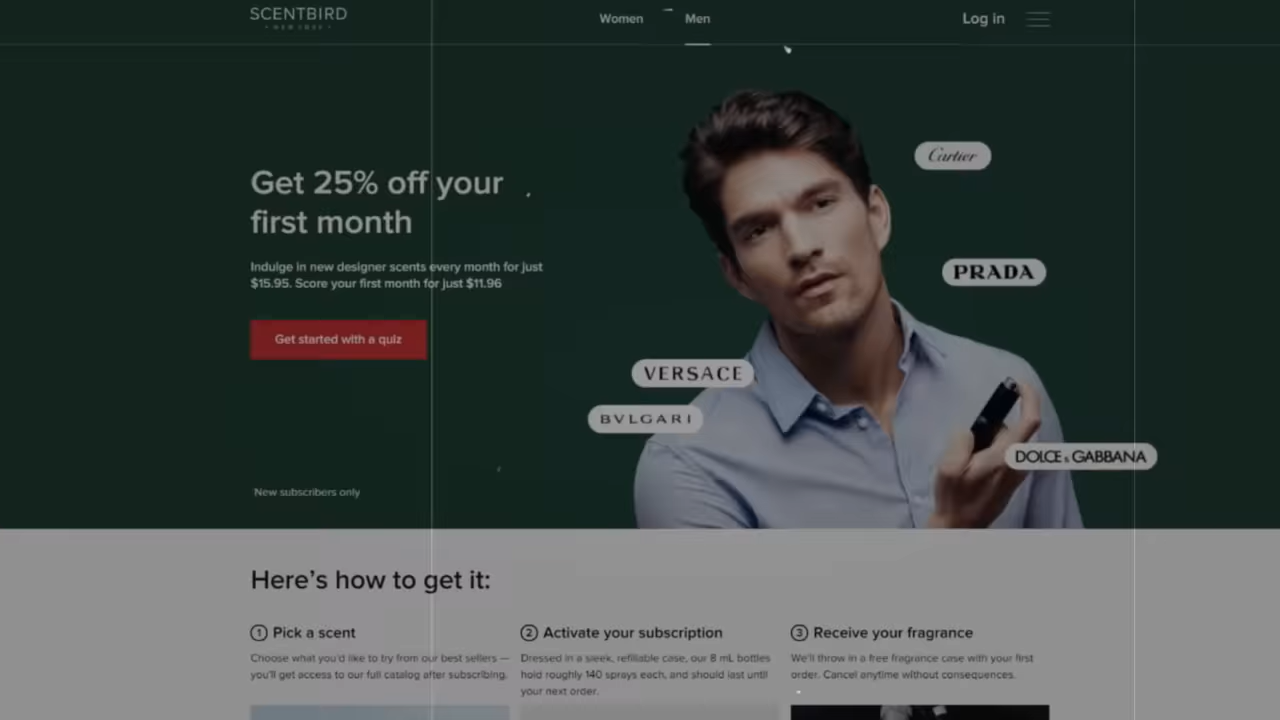 SCENTBIRD
NEW YORK
Women
Men
Log in
Get 25% off your
first month
Indulge in new designer scents every month for just
$15.95. Score your first month for just $11.96
Get started with a quiz
New subscribers only
Cartier
PRADA
VERSACE
BVLGARI
DOLCE & GABBANA
Here's how to get it:
1 Pick a scent
Choose what you'd like to try from our best sellers —
you'll get access to our full catalog after subscribing.
2 Activate your subscription
Dressed in a sleek, refillable case, our 8 mL bottles
hold roughly 140 sprays each, and should last until
your next order.
3 Receive your fragrance
We'll throw in a free fragrance case with your first
order. Cancel anytime without consequences.